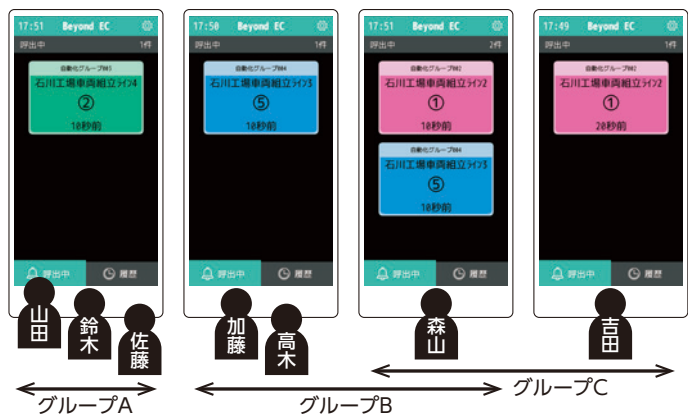 17:51 Beyond EC
呼出中 1件
自動化グループ003
石川工場車両組立ライン4
②
10秒前
呼出中 履歴
山田
鈴木
佐藤
グループA
17:50 Beyond EC
呼出中 1件
自動化グループ004
石川工場車両組立ライン3
⑤
10秒前
呼出中 履歴
加藤
高木
グループB
17:51 Beyond EC
呼出中 2件
自動化グループ002
石川工場車両組立ライン2
①
10秒前
自動化グループ004
石川工場車両組立ライン3
⑤
10秒前
呼出中 履歴
森山
グループC
17:49 Beyond EC
呼出中 1件
自動化グループ002
石川工場車両組立ライン2
①
20秒前
呼出中 履歴
吉田